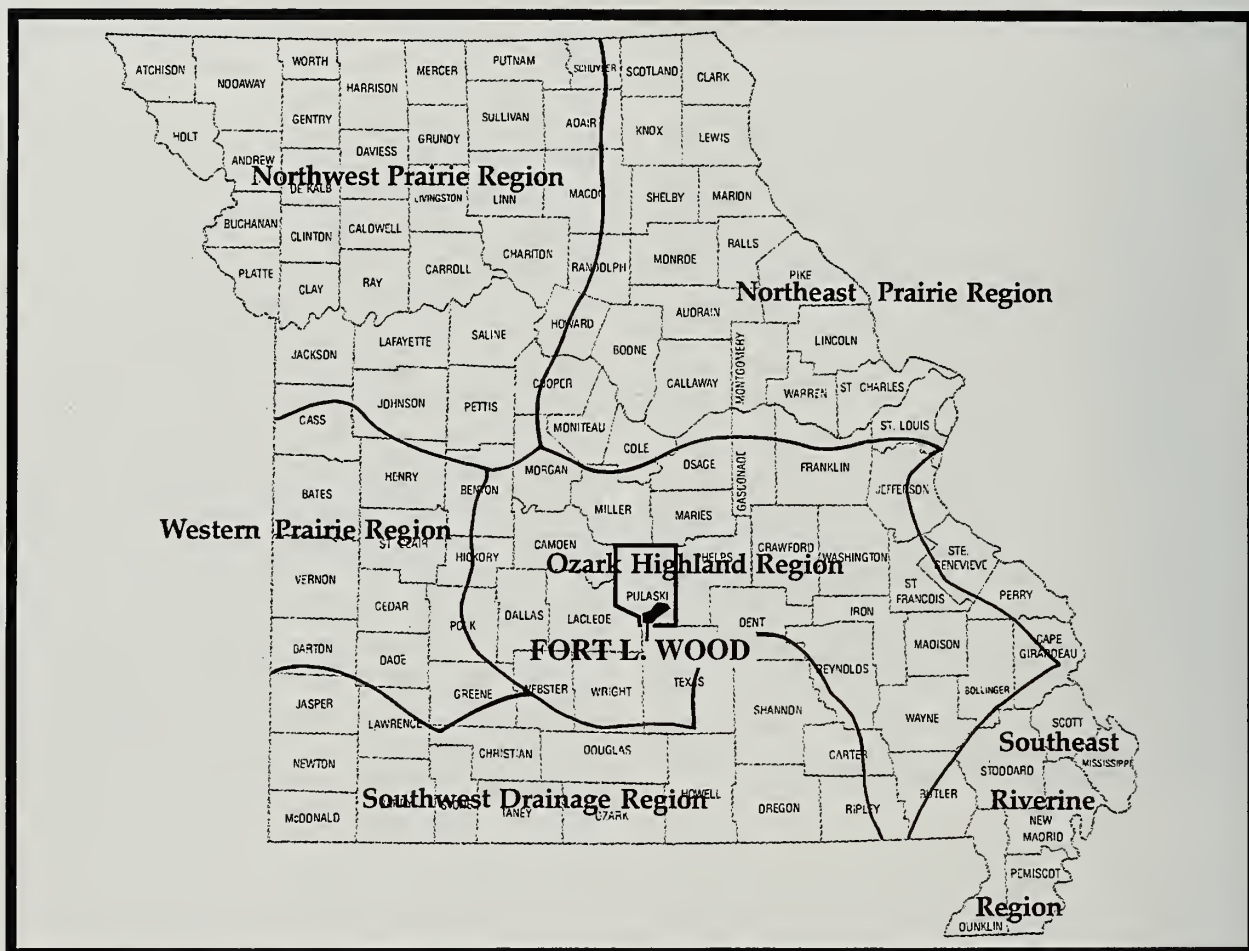 ATCHISON
NODAWAY
WORTH
HARRISON
MERCER
PUTNAM
SCHUYLER
SCOTLAND
CLARK
HOLT
GENTRY
SULLIVAN
ADAIR
KNOX
LEWIS
ANDREW
DAVIESS
GRUNDY
Northwest Prairie Region
DE KALB
LIVINGSTON
LINN
MACON
SHELBY
MARION
BUCHANAN
CLINTON
CALDWELL
CHARITON
RANDOLPH
MONROE
RALLS
PLATTE
CLAY
RAY
CARROLL
PIKE
Northeast Prairie Region
AUDRAIN
HOWARD
BOONE
JACKSON
LAFAYETTE
SALINE
LINCOLN
MONTGOMERY
CALLAWAY
WARREN
ST CHARLES
COOPER
CASS
JOHNSON
PETTIS
MONITEAU
COLE
ST. LOUIS
OSAGE
GASCONADE
FRANKLIN
JEFFERSON
BATES
HENRY
BENTON
MORGAN
MILLER
MARIES
Western Prairie Region
ST CLAIR
HICKORY
CAMDEN
PHELPS
CRAWFORD
WASHINGTON
STE.
GENEVIEVE
Ozark Highland Region
VERNON
CEDAR
POLK
DALLAS
LACLEDE
PULASKI
DENT
IRON
ST
FRANCOIS
PERRY
FORT L. WOOD
BARTON
DADE
GREENE
WEBSTER
WRIGHT
TEXAS
REYNOLDS
MADISON
CAPE
GIRARDEAU
BOLLINGER
JASPER
LAWRENCE
SHANNON
WAYNE
SCOTT
NEWTON
CHRISTIAN
DOUGLAS
CARTER
Southeast
STODDARD
MISSISSIPPI
Southwest Drainage Region
McDONALD
STONE
TANEY
OZARK
HOWELL
OREGON
RIPLEY
BUTLER
Riverine
NEW
MADRID
PEMISCOT
Region
DUNKLIN